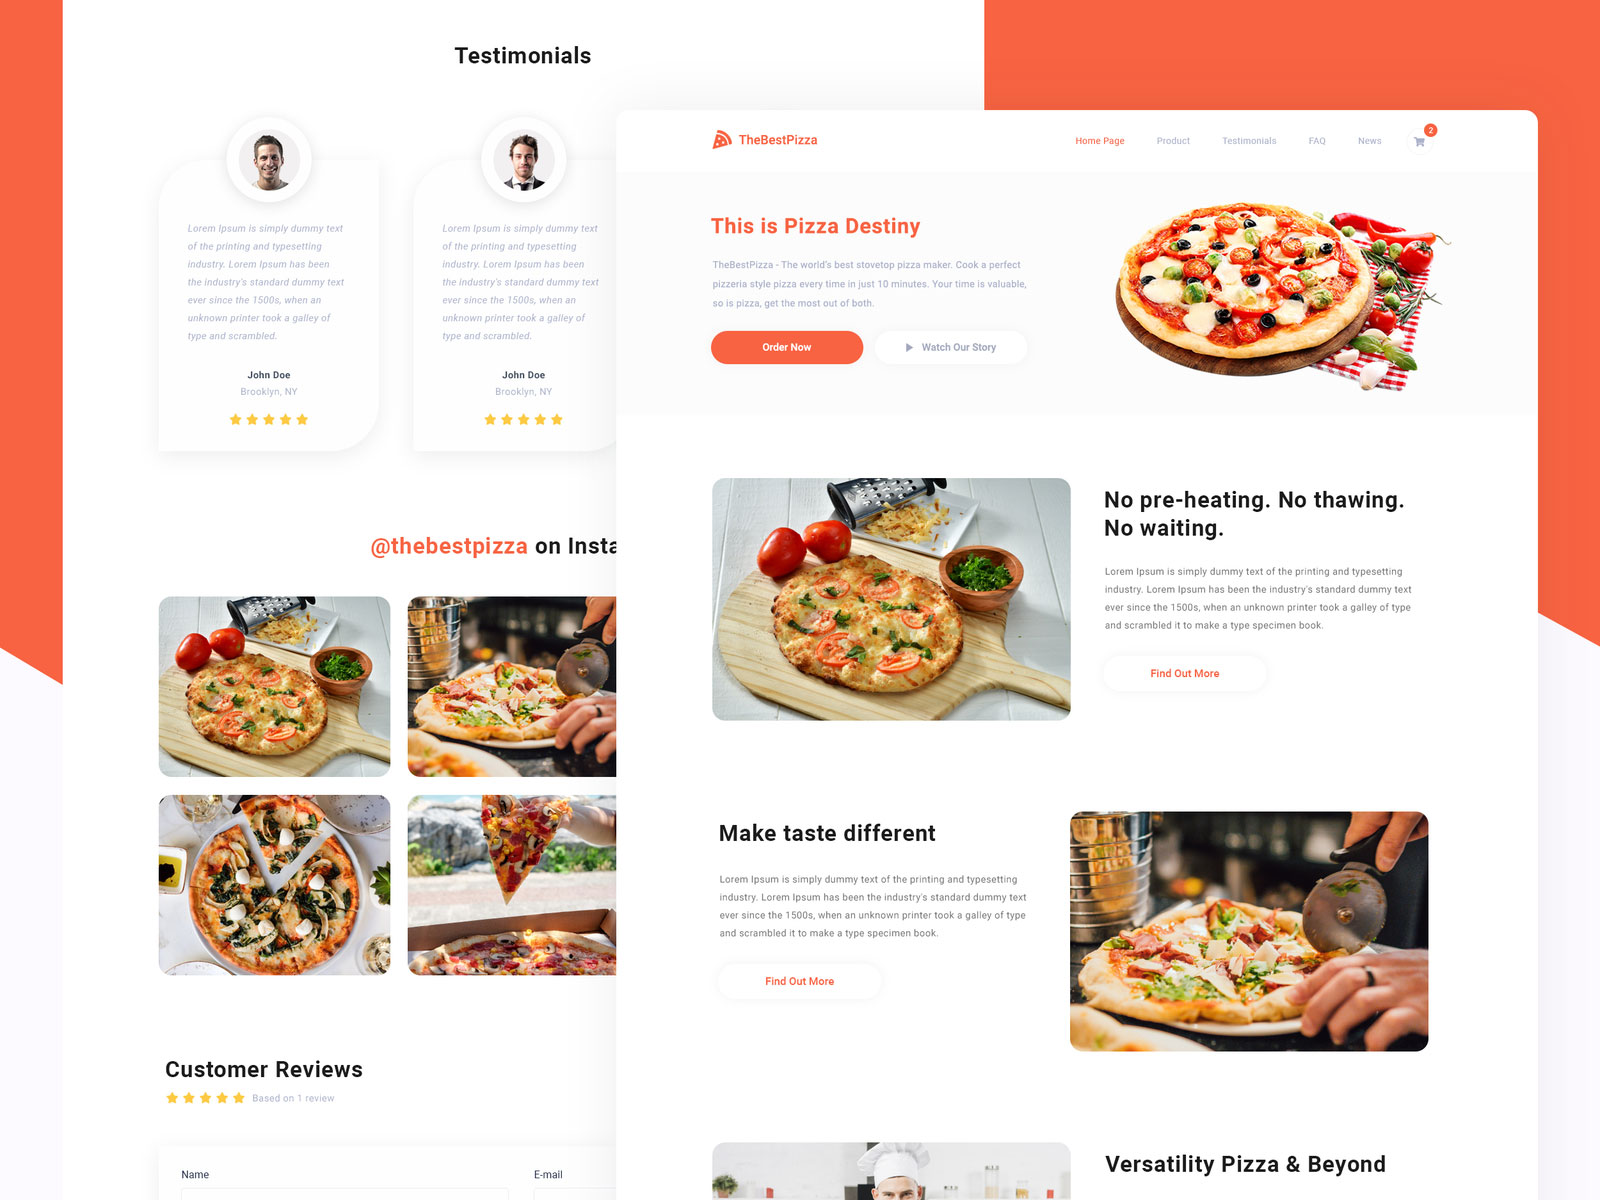 Testimonials
Lorem Ipsum is simply dummy text
of the printing and typesetting
industry. Lorem Ipsum has been
the industry's standard dummy text
ever since the 1500s, when an
unknown printer took a galley of
type and scrambled.
John Doe
Brooklyn, NY
Lorem Ipsum is simply dummy text
of the printing and typesetting
industry. Lorem Ipsum has been
the industry's standard dummy text
ever since the 1500s, when an
unknown printer took a galley of
type and scrambled.
John Doe
Brooklyn, NY
@thebestpizza on Insta
Customer Reviews
Based on 1 review
Name
E-mail
TheBestPizza
Home Page
Product
Testimonials
FAQ
News
2
This is Pizza Destiny
TheBestPizza - The world's best stovetop pizza maker. Cook a perfect
pizzeria style pizza every time in just 10 minutes. Your time is valuable,
so is pizza, get the most out of both.
Order Now
Watch Our Story
No pre-heating. No thawing.
No waiting.
Lorem Ipsum is simply dummy text of the printing and typesetting
industry. Lorem Ipsum has been the industry's standard dummy text
ever since the 1500s, when an unknown printer took a galley of type
and scrambled it to make a type specimen book.
Find Out More
Make taste different
Lorem Ipsum is simply dummy text of the printing and typesetting
industry. Lorem Ipsum has been the industry's standard dummy text
ever since the 1500s, when an unknown printer took a galley of type
and scrambled it to make a type specimen book.
Find Out More
Versatility Pizza & Beyond